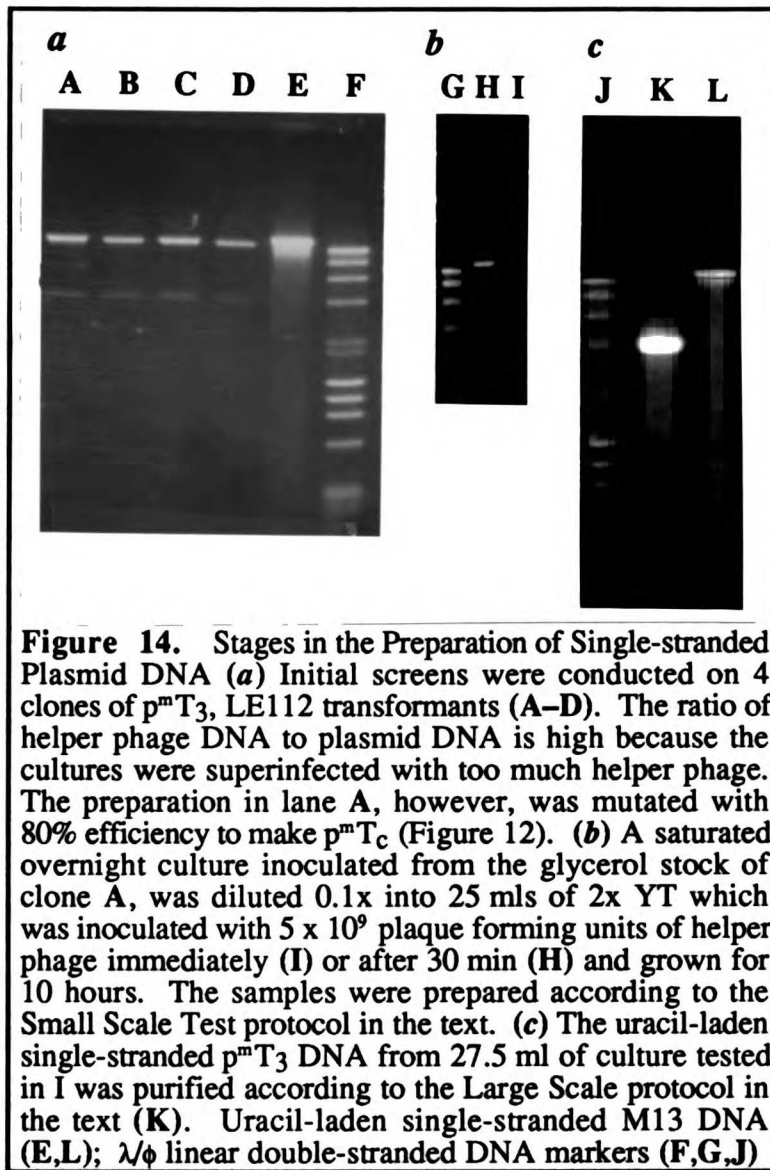 a b c
A B C D E F G H I J K L
Figure 14. Stages in the Preparation of Single-stranded
Plasmid DNA (a) Initial screens were conducted on 4
clones of pᵐT₃, LE112 transformants (A–D). The ratio of
helper phage DNA to plasmid DNA is high because the
cultures were superinfected with too much helper phage.
The preparation in lane A, however, was mutated with
80% efficiency to make pᵐT_C (Figure 12). (b) A saturated
overnight culture inoculated from the glycerol stock of
clone A, was diluted 0.1x into 25 mls of 2x YT which
was inoculated with 5 x 10⁹ plaque forming units of helper
phage immediately (I) or after 30 min (H) and grown for
10 hours. The samples were prepared according to the
Small Scale Test protocol in the text. (c) The uracil-laden
single-stranded pᵐT₃ DNA from 27.5 ml of culture tested
in I was purified according to the Large Scale protocol in
the text (K). Uracil-laden single-stranded M13 DNA
(E,L); λ/ϕ linear double-stranded DNA markers (F,G,J)